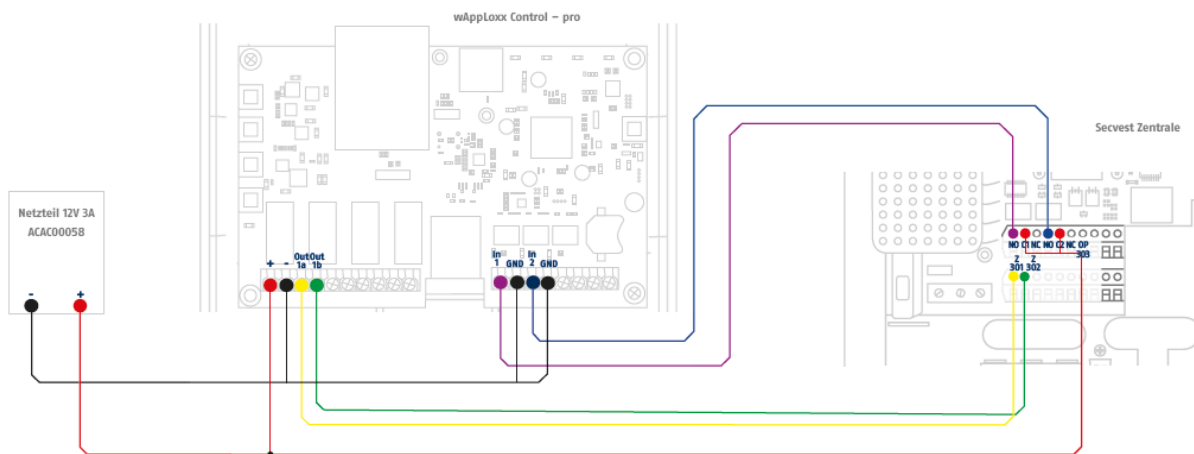 wAppLoxx Control – pro
Secvest Zentrale
Netzteil 12V 3A
ACAC00058
- +
+ - Out 1a Out 1b
In 1 GND In 2 GND
NO C1 NC NO C2 NC OP 303
Z 301 Z 302